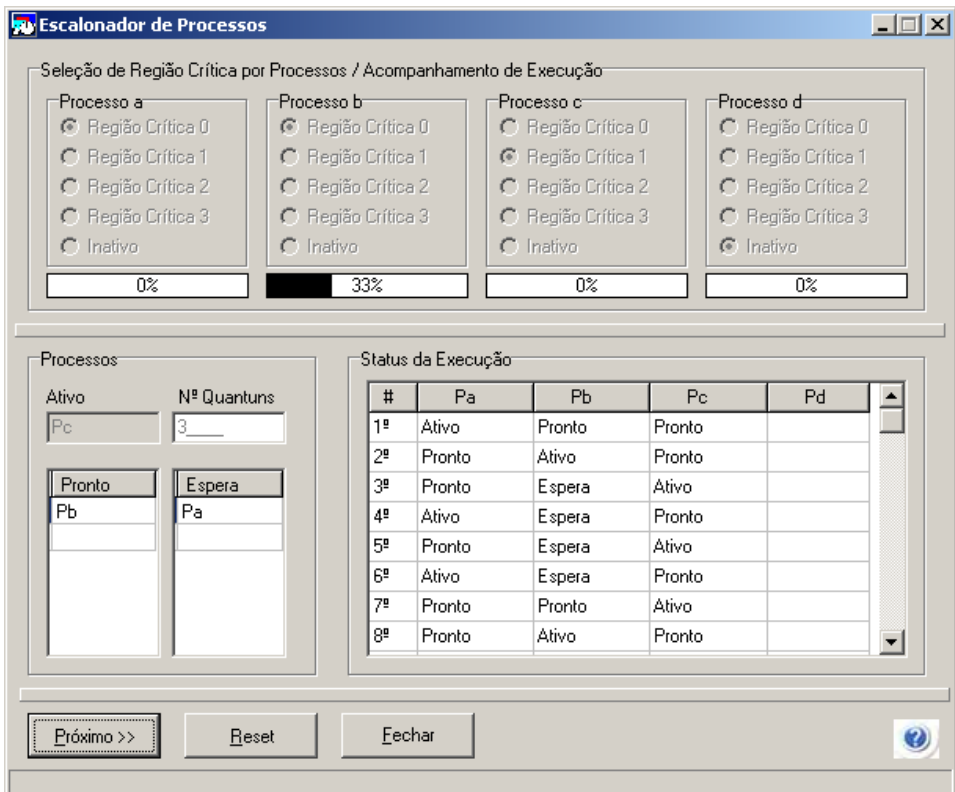 Escalonador de Processos
Seleção de Região Crítica por Processos / Acompanhamento de Execução
Processo a
Região Crítica 0
Região Crítica 1
Região Crítica 2
Região Crítica 3
Inativo
0%
Processo b
Região Crítica 0
Região Crítica 1
Região Crítica 2
Região Crítica 3
Inativo
33%
Processo c
Região Crítica 0
Região Crítica 1
Região Crítica 2
Região Crítica 3
Inativo
0%
Processo d
Região Crítica 0
Região Crítica 1
Região Crítica 2
Região Crítica 3
Inativo
0%
Processos
Ativo Nº Quantuns
Pc 3____
Pronto Espera
Pb Pa
Status da Execução
# Pa Pb Pc Pd
1º Ativo Pronto Pronto
2º Pronto Ativo Pronto
3º Pronto Espera Ativo
4º Ativo Espera Pronto
5º Pronto Espera Ativo
6º Ativo Espera Pronto
7º Pronto Pronto Ativo
8º Pronto Ativo Pronto
Próximo >> Reset Fechar
?